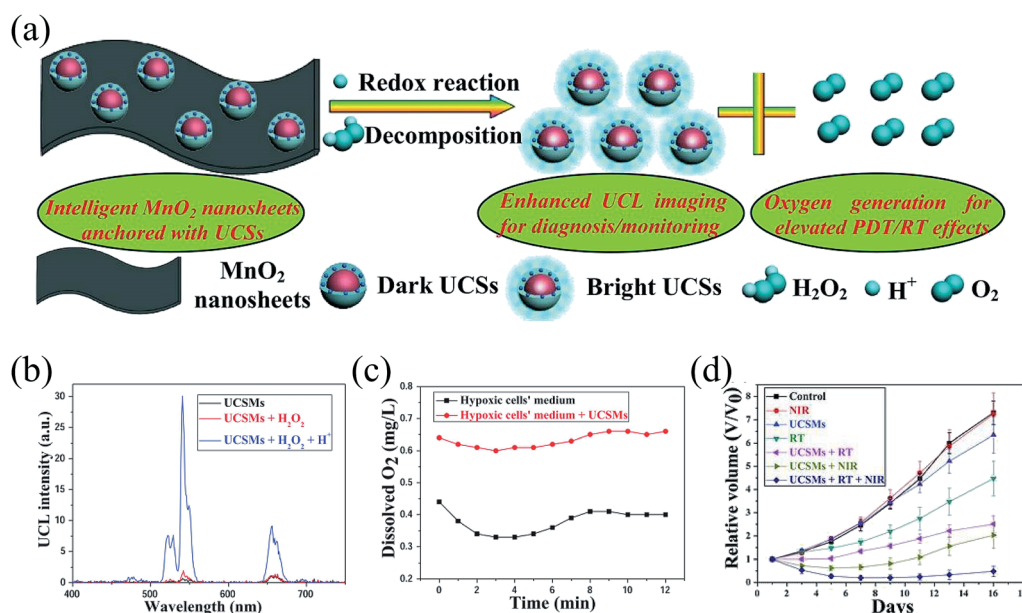 (a)
Redox reaction
Decomposition
Intelligent MnO₂ nanosheets
anchored with UCSs
Enhanced UCL imaging
for diagnosis/monitoring
Oxygen generation for
elevated PDT/RT effects
MnO₂
nanosheets
Dark UCSs
Bright UCSs
H₂O₂
H⁺
O₂
(b)
UCL intensity (a.u.)
30
25
20
15
10
5
0
UCSMs
UCSMs + H₂O₂
UCSMs + H₂O₂ + H⁺
400
500
600
700
Wavelength (nm)
(c)
Dissolved O₂ (mg/L)
0.8
0.7
0.6
0.5
0.4
0.3
0.2
Hypoxic cells' medium
Hypoxic cells' medium + UCSMs
0
2
4
6
8
10
12
Time (min)
(d)
Relative volume (V/V₀)
8
7
6
5
4
3
2
1
0
Control
NIR
UCSMs
RT
UCSMs + RT
UCSMs + NIR
UCSMs + RT + NIR
0
2
4
6
8
10
12
14
16
18
Days